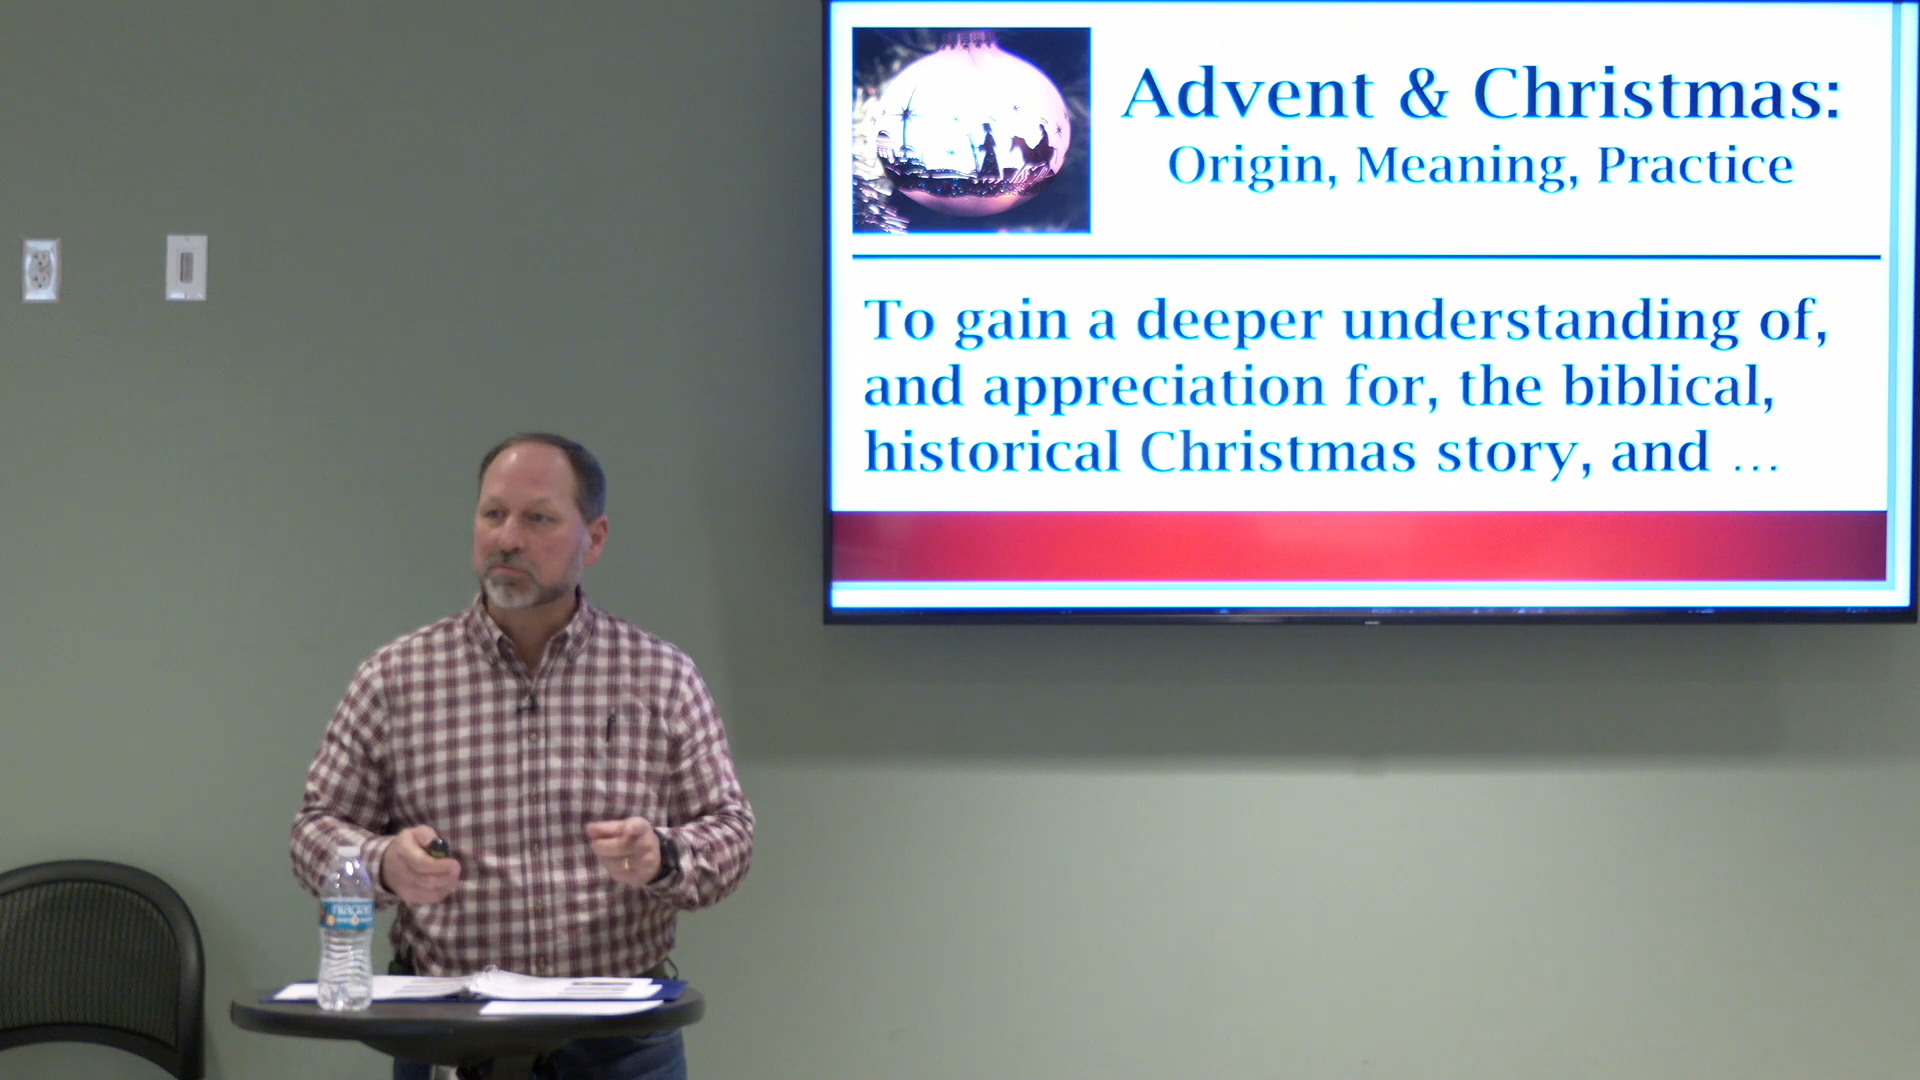 Advent & Christmas:
Origin, Meaning, Practice
To gain a deeper understanding of,
and appreciation for, the biblical,
historical Christmas story, and ...
niagara